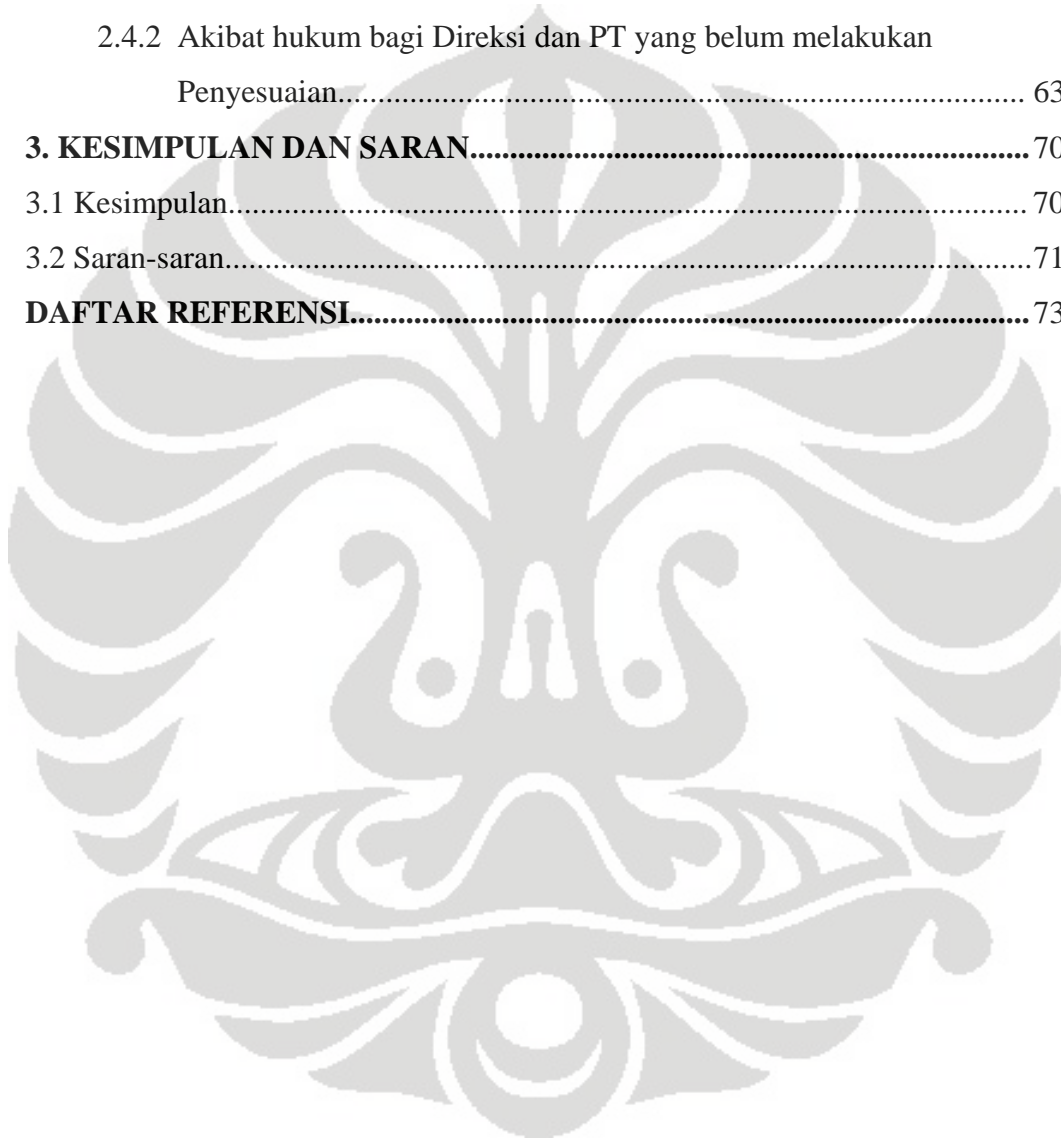 2.4.2 Akibat hukum bagi Direksi dan PT yang belum melakukan
Penyesuaian.......................................................................................... 63
3. KESIMPULAN DAN SARAN......................................................................... 70
3.1 Kesimpulan........................................................................................................ 70
3.2 Saran-saran.........................................................................................................71
DAFTAR REFERENSI........................................................................................ 73